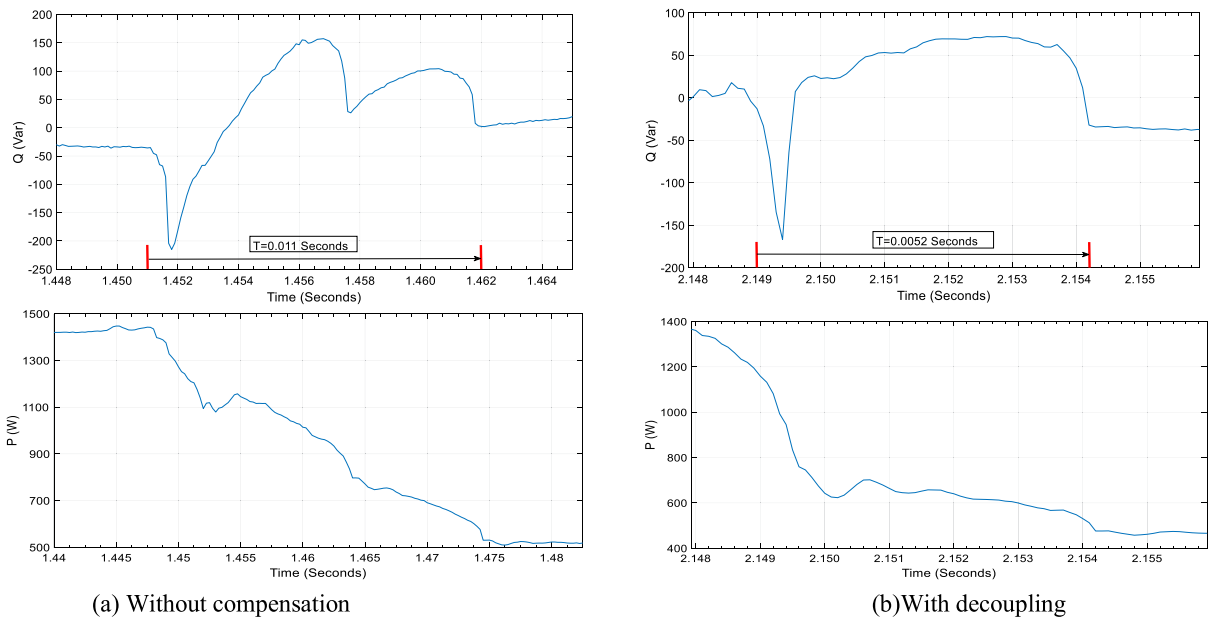 200
150
100
50
0
-50
-100
-150
-200
-250
Q (Var)
T=0.011 Seconds
1.448 1.450 1.452 1.454 1.456 1.458 1.460 1.462 1.464
Time (Seconds)
100
50
0
-50
-100
-150
-200
Q (Var)
T=0.0052 Seconds
2.148 2.149 2.150 2.151 2.152 2.153 2.154 2.155
Time (Seconds)
1500
1300
1100
900
700
500
P (W)
1.44 1.445 1.45 1.455 1.46 1.465 1.47 1.475 1.48
Time (Seconds)
1400
1200
1000
800
600
400
P (W)
2.148 2.149 2.150 2.151 2.152 2.153 2.154 2.155
Time (Seconds)
(a) Without compensation
(b)With decoupling